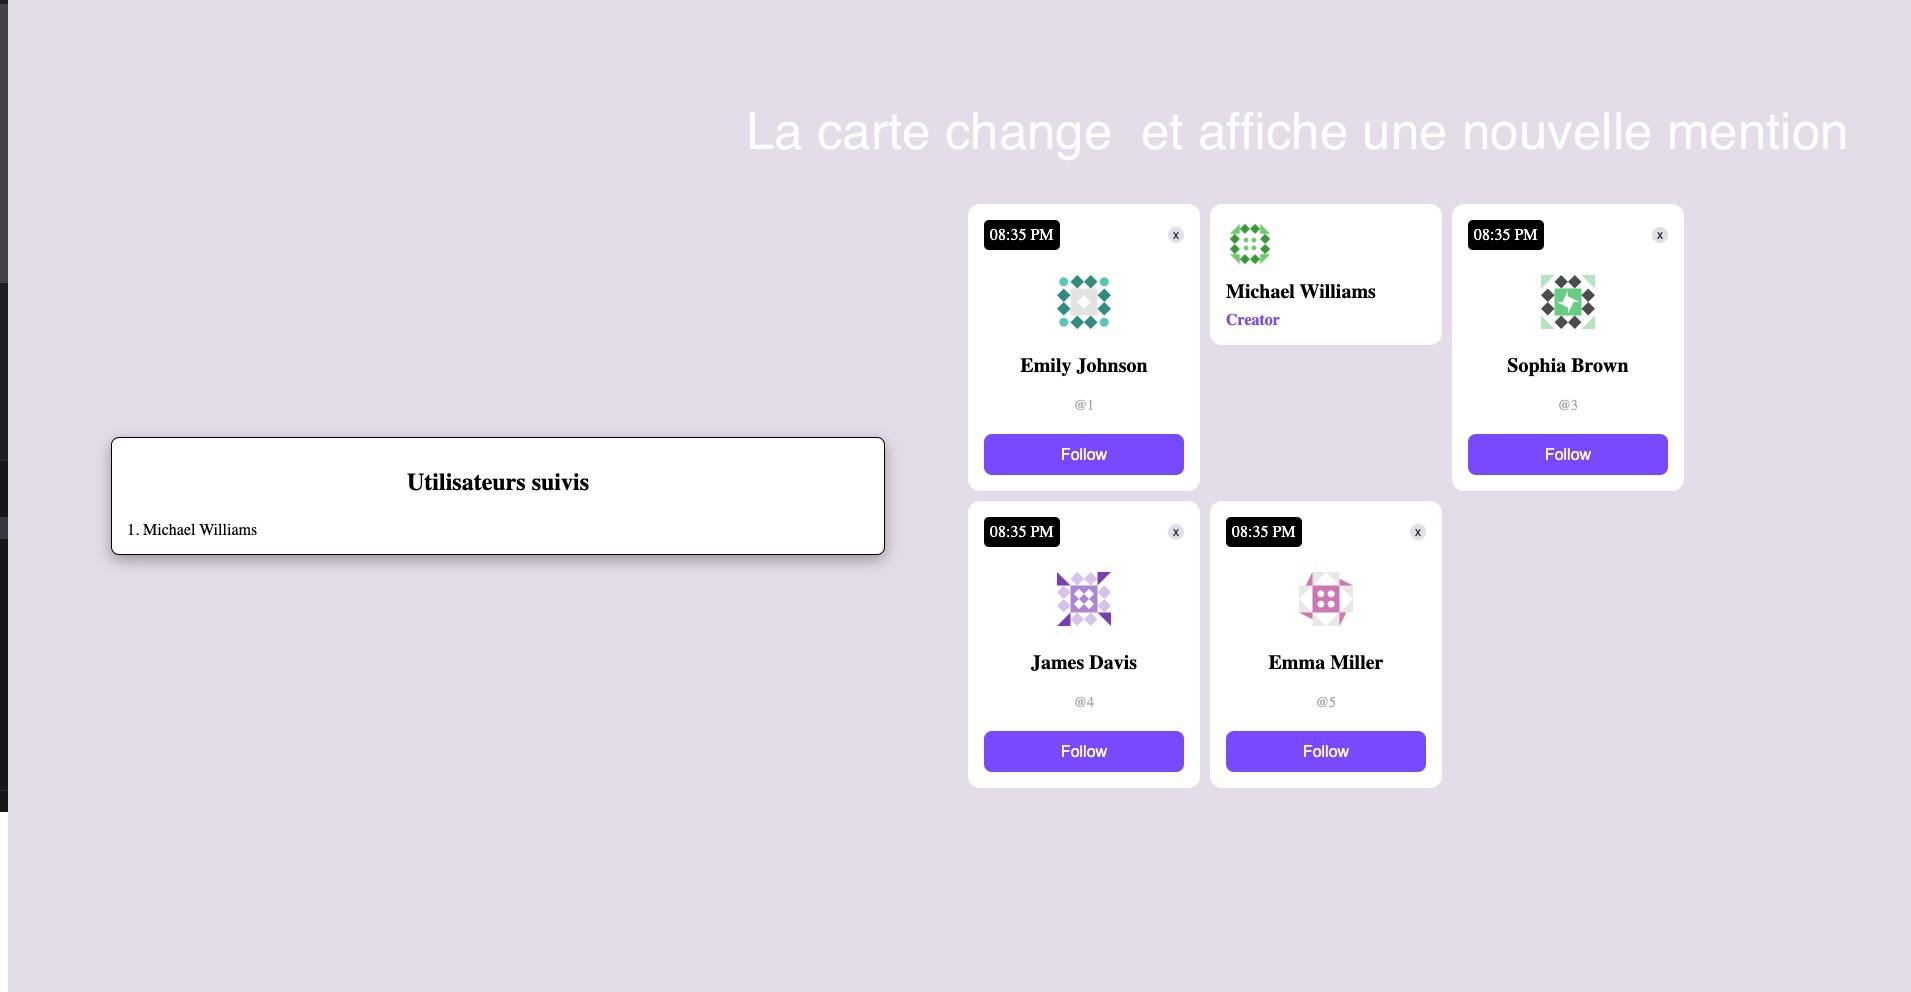 La carte change  et affiche une nouvelle mention
Utilisateurs suivis
1. Michael Williams
08:35 PM
x
Emily Johnson
@1
Follow
Michael Williams
Creator
08:35 PM
x
Sophia Brown
@3
Follow
08:35 PM
x
James Davis
@4
Follow
08:35 PM
x
Emma Miller
@5
Follow